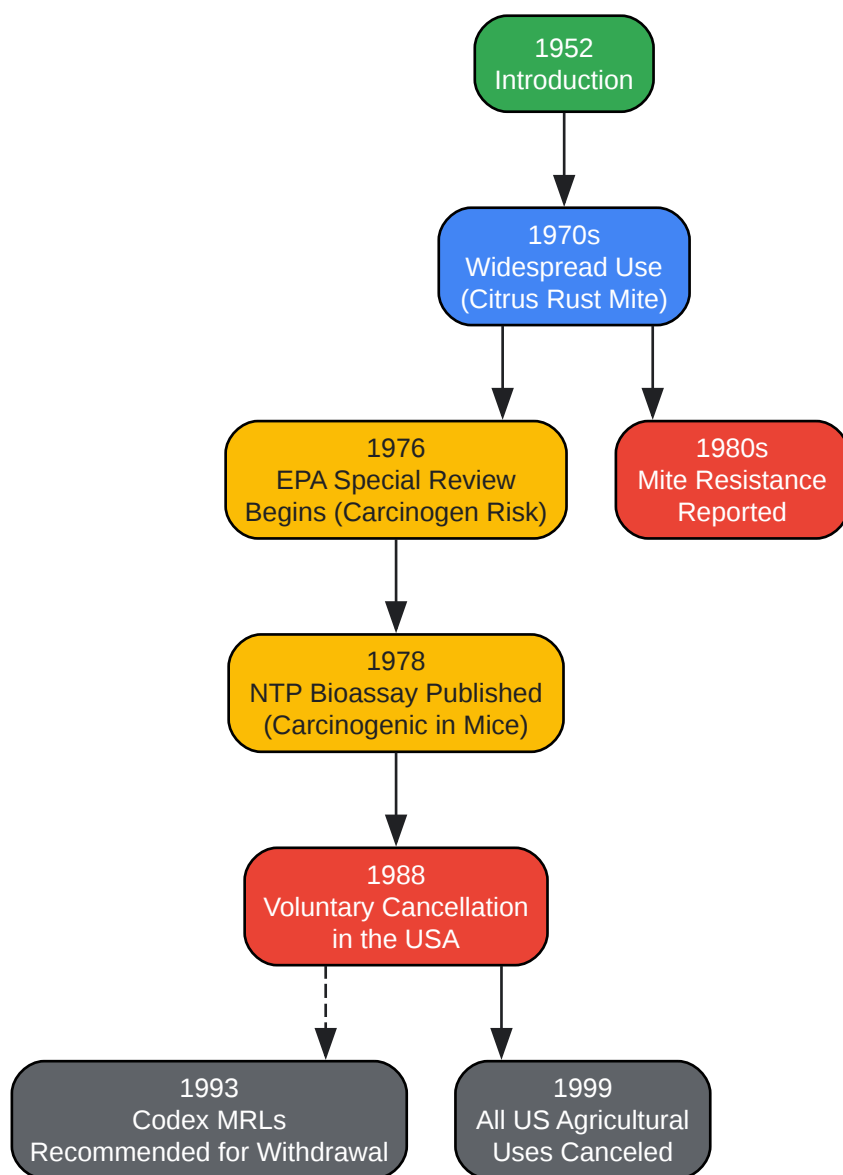 1952
Introduction
1970s
Widespread Use
(Citrus Rust Mite)
1976
EPA Special Review
Begins (Carcinogen Risk)
1980s
Mite Resistance
Reported
1978
NTP Bioassay Published
(Carcinogenic in Mice)
1988
Voluntary Cancellation
in the USA
1993
Codex MRLs
Recommended for Withdrawal
1999
All US Agricultural
Uses Canceled